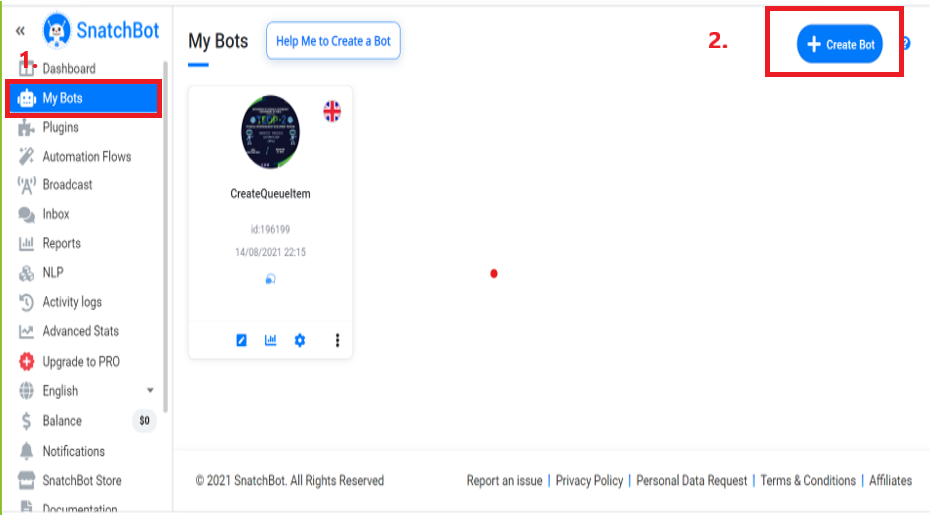 SnatchBot
1.
Dashboard
My Bots
Plugins
Automation Flows
Broadcast
Inbox
Reports
NLP
Activity logs
Advanced Stats
Upgrade to PRO
English
Balance $0
Notifications
SnatchBot Store
Documentation
My Bots
Help Me to Create a Bot
2.
+ Create Bot
?
CreateQueueItem
id:196199
14/08/2021 22:15
© 2021 SnatchBot. All Rights Reserved
Report an issue | Privacy Policy | Personal Data Request | Terms & Conditions | Affiliates